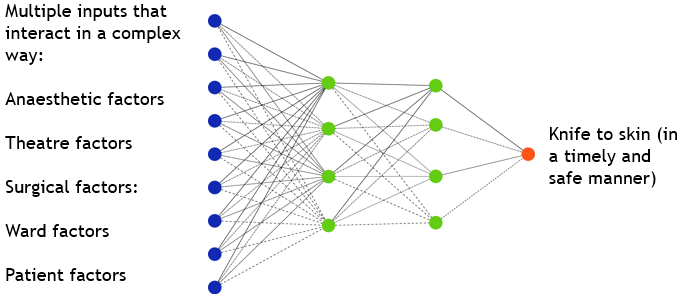 Multiple inputs that
interact in a complex
way:
Anaesthetic factors
Theatre factors
Surgical factors:
Ward factors
Patient factors
Knife to skin (in
a timely and
safe manner)